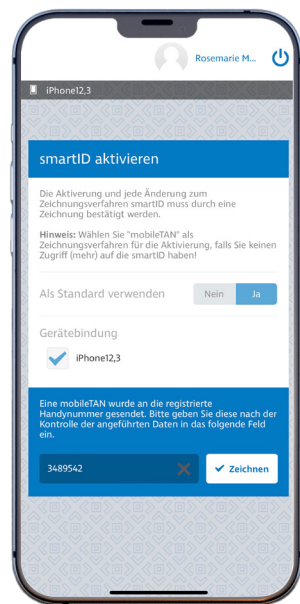 Rosemarie M...
iPhone12,3
smartID aktivieren
Die Aktiverung und jede Änderung zum
Zeichnungsverfahren smartID muss durch eine
Zeichnung bestätigt werden.
Hinweis: Wählen Sie "mobileTAN" als
Zeichnungsverfahren für die Aktivierung, falls Sie keinen
Zugriff (mehr) auf die smartID haben!
Als Standard verwenden
Nein
Ja
Gerätebindung
iPhone12,3
Eine mobileTAN wurde an die registrierte
Handynummer gesendet. Bitte geben Sie diese nach der
Kontrolle der angeführten Daten in das folgende Feld
ein.
3489542
Zeichnen